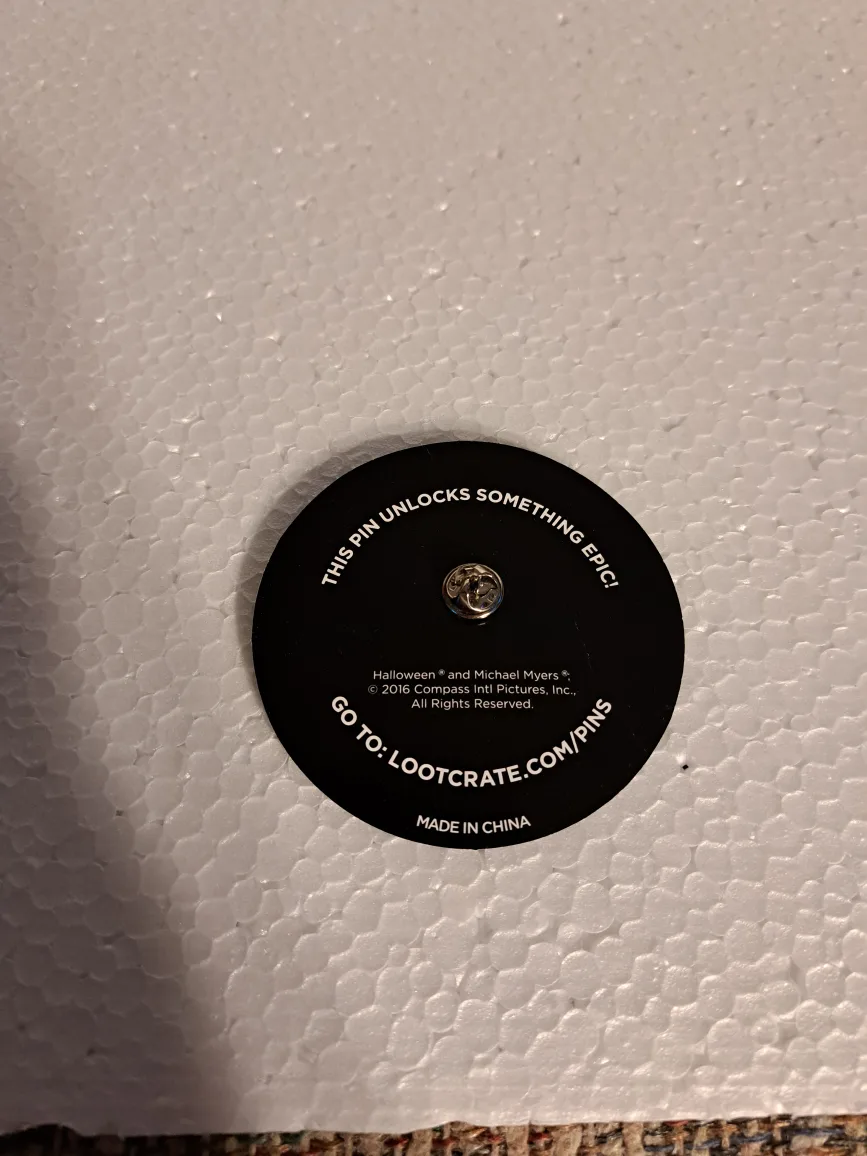 THIS PIN UNLOCKS SOMETHING EPIC!
Halloween ® and Michael Myers ®;
© 2016 Compass Intl Pictures, Inc.,
All Rights Reserved.
GO TO: LOOTCRATE.COM/PINS
MADE IN CHINA